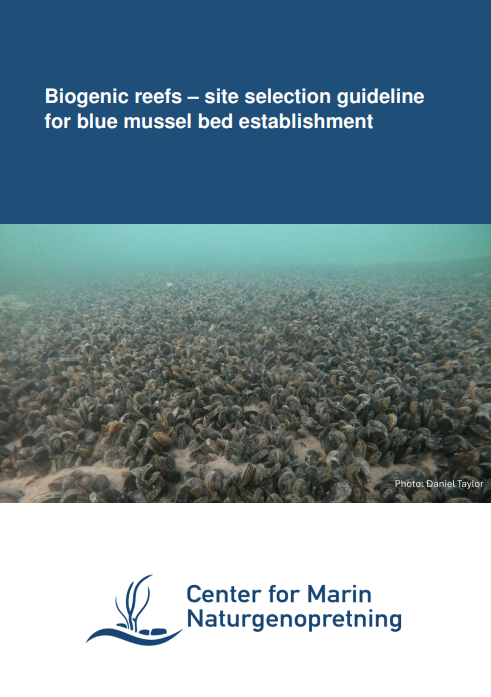 Biogenic reefs – site selection guideline
for blue mussel bed establishment
Photo: Daniel Taylor
Center for Marin
Naturgenopretning